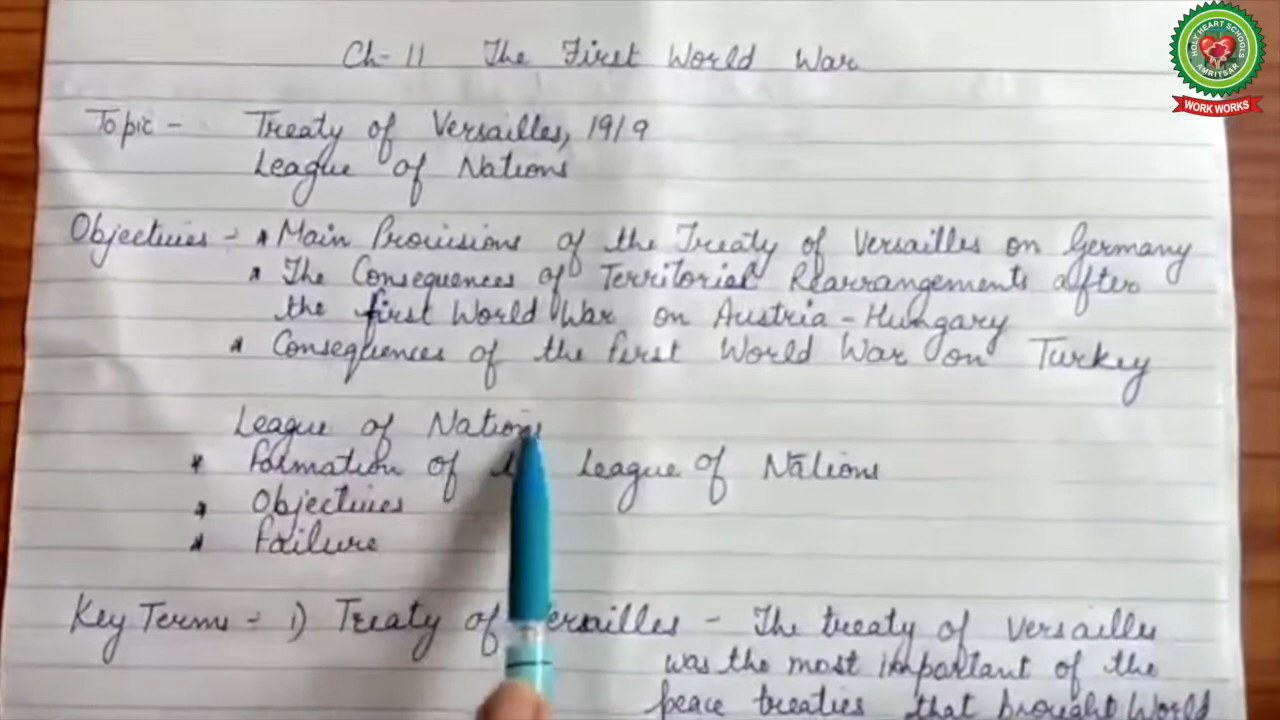 Ch-11 The First World War
Topic - Treaty of Versailles, 1919
League of Nations
Objectives - * Main Provisions of the Treaty of Versailles on Germany
* The Consequences of Territorial Rearrangements after
the first World War on Austria-Hungary
* Consequences of the first World War on Turkey
League of Nations
* Formation of League of Nations
* Objectives
* Failure
Key Terms - 1) Treaty of Versailles - The treaty of Versailles
was the most important of the
peace treaties that brought World
HOLY HEART SCHOOLS
AMRITSAR
WORK WORKS